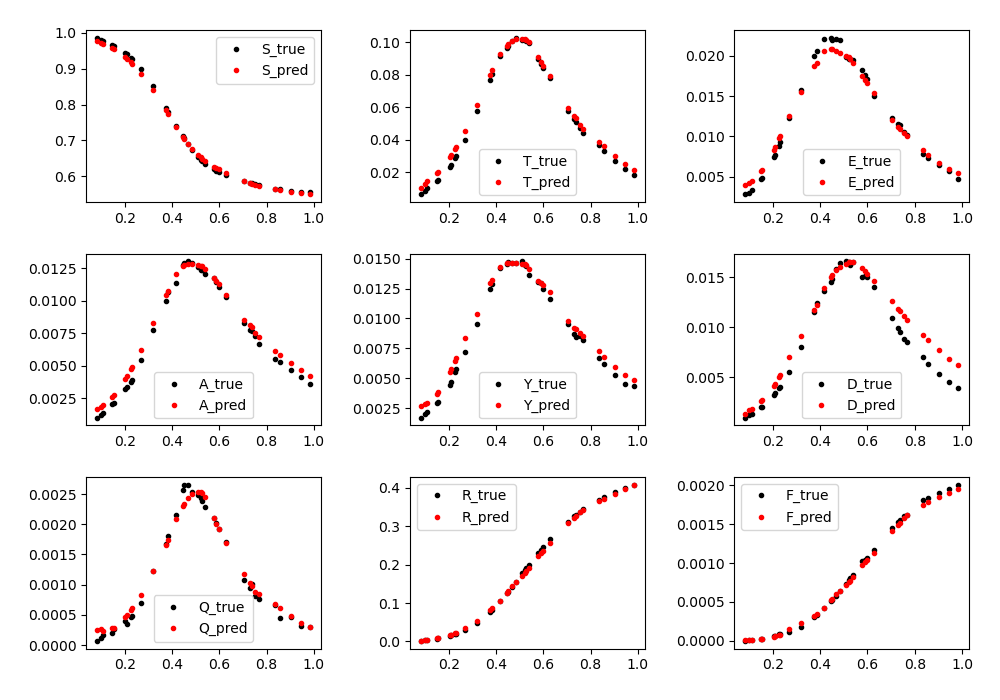 1.0
0.9
0.8
0.7
0.6
S_true
S_pred
0.2 0.4 0.6 0.8 1.0
0.10
0.08
0.06
0.04
0.02
T_true
T_pred
0.2 0.4 0.6 0.8 1.0
0.020
0.015
0.010
0.005
E_true
E_pred
0.2 0.4 0.6 0.8 1.0
0.0125
0.0100
0.0075
0.0050
0.0025
A_true
A_pred
0.2 0.4 0.6 0.8 1.0
0.0150
0.0125
0.0100
0.0075
0.0050
0.0025
Y_true
Y_pred
0.2 0.4 0.6 0.8 1.0
0.015
0.010
0.005
D_true
D_pred
0.2 0.4 0.6 0.8 1.0
0.0025
0.0020
0.0015
0.0010
0.0005
0.0000
Q_true
Q_pred
0.2 0.4 0.6 0.8 1.0
0.4
0.3
0.2
0.1
0.0
R_true
R_pred
0.2 0.4 0.6 0.8 1.0
0.0020
0.0015
0.0010
0.0005
0.0000
F_true
F_pred
0.2 0.4 0.6 0.8 1.0